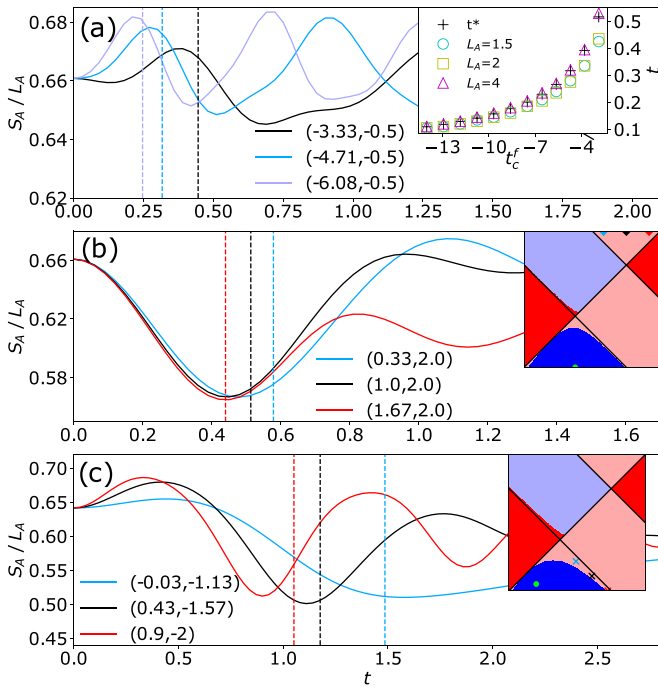 (a)
S_A / L_A
0.68
0.66
0.64
0.62
0.00 0.25 0.50 0.75 1.00 1.25 1.50 1.75 2.00
(-3.33,-0.5)
(-4.71,-0.5)
(-6.08,-0.5)
t*
L_A=1.5
L_A=2
L_A=4
0.5
0.4
0.3
0.2
0.1
t
−13 −10 −7 −4
t_c^f
(b)
S_A / L_A
0.66
0.62
0.58
0.0 0.2 0.4 0.6 0.8 1.0 1.2 1.4 1.6
(0.33,2.0)
(1.0,2.0)
(1.67,2.0)
(c)
S_A / L_A
0.70
0.65
0.60
0.55
0.50
0.45
0.0 0.5 1.0 1.5 2.0 2.5
(-0.03,-1.13)
(0.43,-1.57)
(0.9,-2)
t